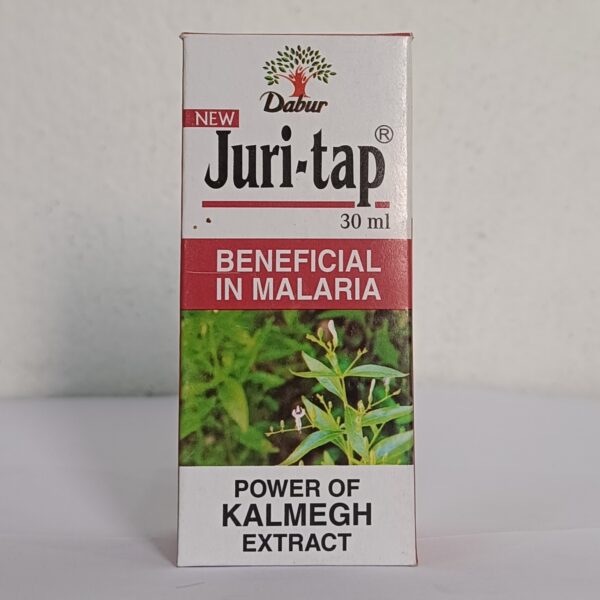 Dabur
NEW
Juri-tap®
30 ml
BENEFICIAL
IN MALARIA
POWER OF
KALMEGH
EXTRACT